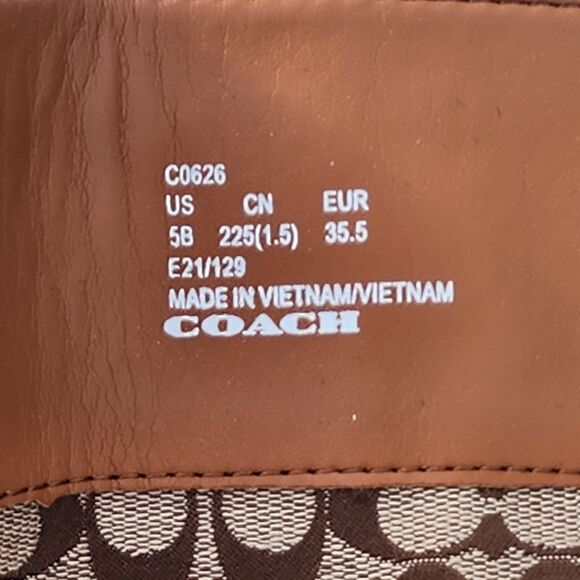 C0626
US CN EUR
5B 225(1.5) 35.5
E21/129
MADE IN VIETNAM/VIETNAM
COACH